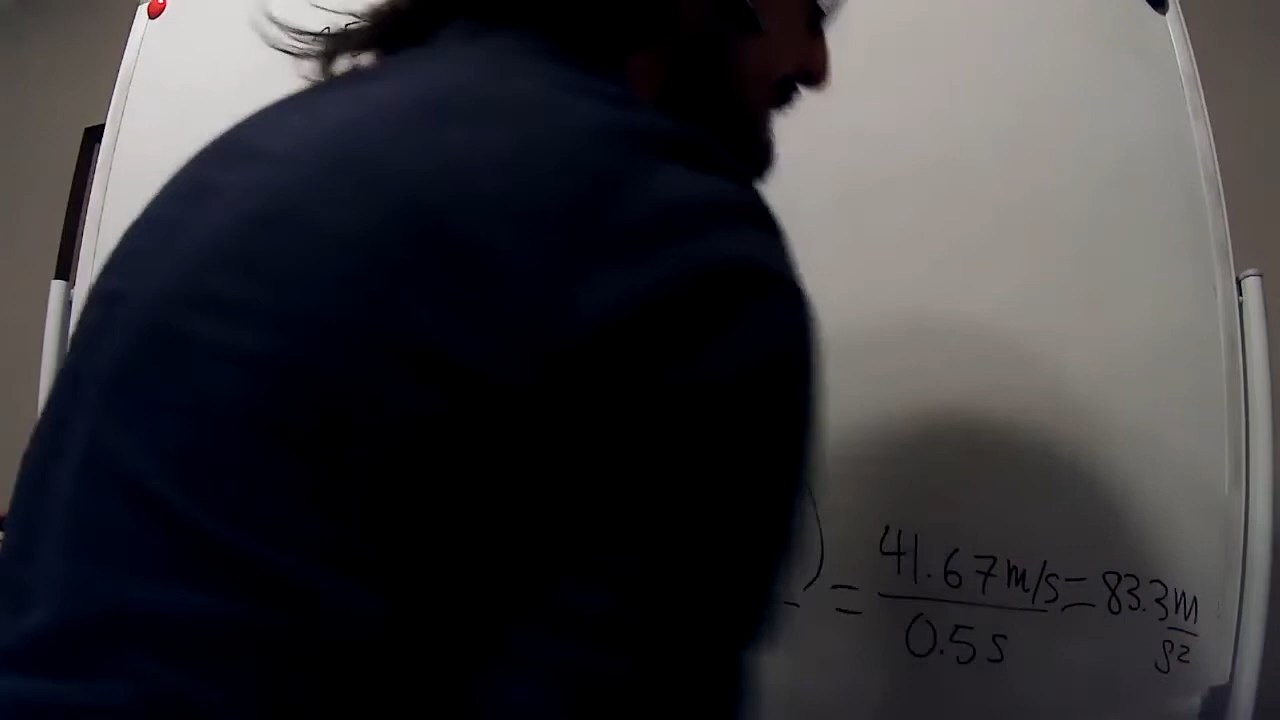 ) = 41.67 m/s = 83.3 m
0.5 s s²